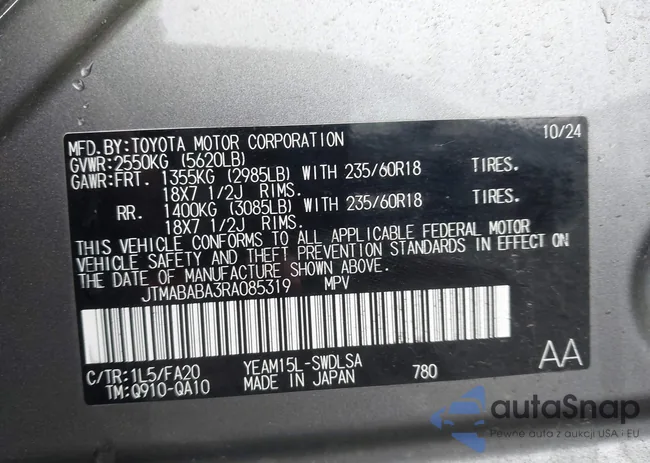 MFD.BY:TOYOTA MOTOR CORPORATION 10/24
GVWR:2550KG (5620LB)
GAWR:FRT. 1355KG (2985LB) WITH 235/60R18 TIRES.
18X7 1/2J RIMS.
RR. 1400KG (3085LB) WITH 235/60R18 TIRES.
18X7 1/2J RIMS.
THIS VEHICLE CONFORMS TO ALL APPLICABLE FEDERAL MOTOR
VEHICLE SAFETY AND THEFT PREVENTION STANDARDS IN EFFECT ON
THE DATE OF MANUFACTURE SHOWN ABOVE.
JTMABABA3RA085319 MPV
C/TR:1L5/FA20 YEAM15L-SWDLSA AA
TM:Q910-QA10 MADE IN JAPAN 780
autaSnap
Pewne auta z aukcji USA i EU